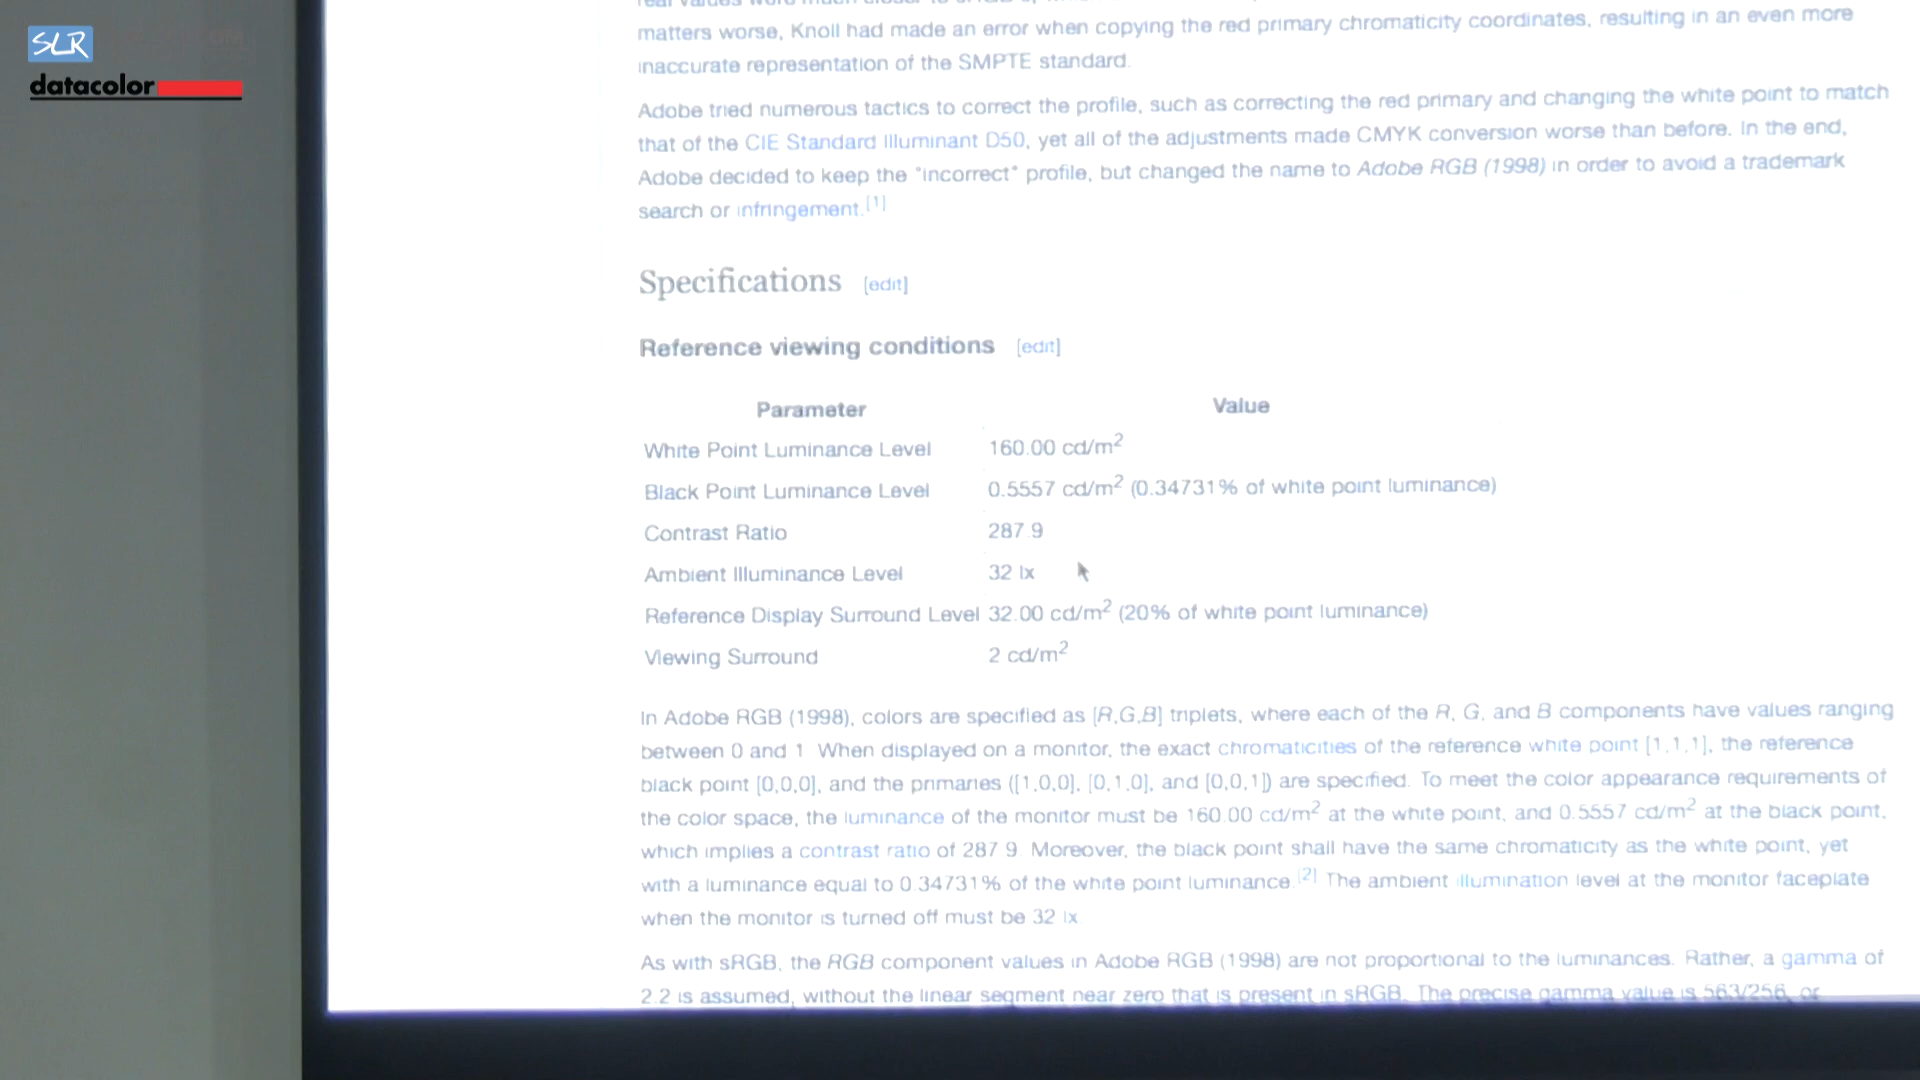 SLR
datacolor
matters worse, Knoll had made an error when copying the red primary chromaticity coordinates, resulting in an even more
inaccurate representation of the SMPTE standard.
Adobe tried numerous tactics to correct the profile, such as correcting the red primary and changing the white point to match
that of the CIE Standard Illuminant D50, yet all of the adjustments made CMYK conversion worse than before. In the end,
Adobe decided to keep the "incorrect" profile, but changed the name to Adobe RGB (1998) in order to avoid a trademark
search or infringement.[1]
Specifications [edit]
Reference viewing conditions [edit]
Parameter Value
White Point Luminance Level 160.00 cd/m²
Black Point Luminance Level 0.5557 cd/m² (0.34731% of white point luminance)
Contrast Ratio 287.9
Ambient Illuminance Level 32 lx
Reference Display Surround Level 32.00 cd/m² (20% of white point luminance)
Viewing Surround 2 cd/m²
In Adobe RGB (1998), colors are specified as [R,G,B] triplets, where each of the R, G, and B components have values ranging
between 0 and 1. When displayed on a monitor, the exact chromaticities of the reference white point [1,1,1], the reference
black point [0,0,0], and the primaries ([1,0,0], [0,1,0], and [0,0,1]) are specified. To meet the color appearance requirements of
the color space, the luminance of the monitor must be 160.00 cd/m² at the white point, and 0.5557 cd/m² at the black point,
which implies a contrast ratio of 287.9. Moreover, the black point shall have the same chromaticity as the white point, yet
with a luminance equal to 0.34731% of the white point luminance.[2] The ambient illumination level at the monitor faceplate
when the monitor is turned off must be 32 lx.
As with sRGB, the RGB component values in Adobe RGB (1998) are not proportional to the luminances. Rather, a gamma of
2.2 is assumed, without the linear segment near zero that is present in sRGB. The precise gamma value is 563/256, or